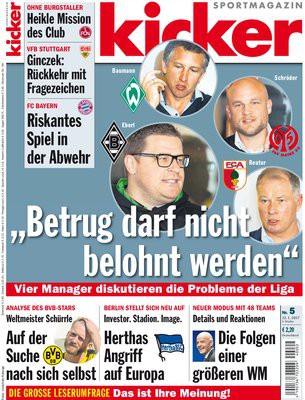 SPORTMAGAZIN
kicker
OHNE BURGSTALLER
Heikle Mission
des Club
VFB STUTTGART
Ginczek:
Rückkehr mit
Fragezeichen
FC BAYERN
Riskantes
Spiel in
der Abwehr
Baumann
Schröder
Eberl
Reuter
FCA
„Betrug darf nicht
belohnt werden“
Vier Manager diskutieren die Probleme der Liga
ANALYSE DES BVB-STARS
Weltmeister Schürrle
Auf der
Suche
nach sich selbst
BVB
09
BERLIN STELLT SICH NEU AUF
Investor. Stadion. Image.
Herthas
Angriff
auf Europa
NEUER MODUS MIT 48 TEAMS
Details und Reaktionen
Die Folgen
einer
größeren WM
Nr. 5
€ 2,20
DIE GROSSE LESERUMFRAGE Das ist Ihre Meinung!